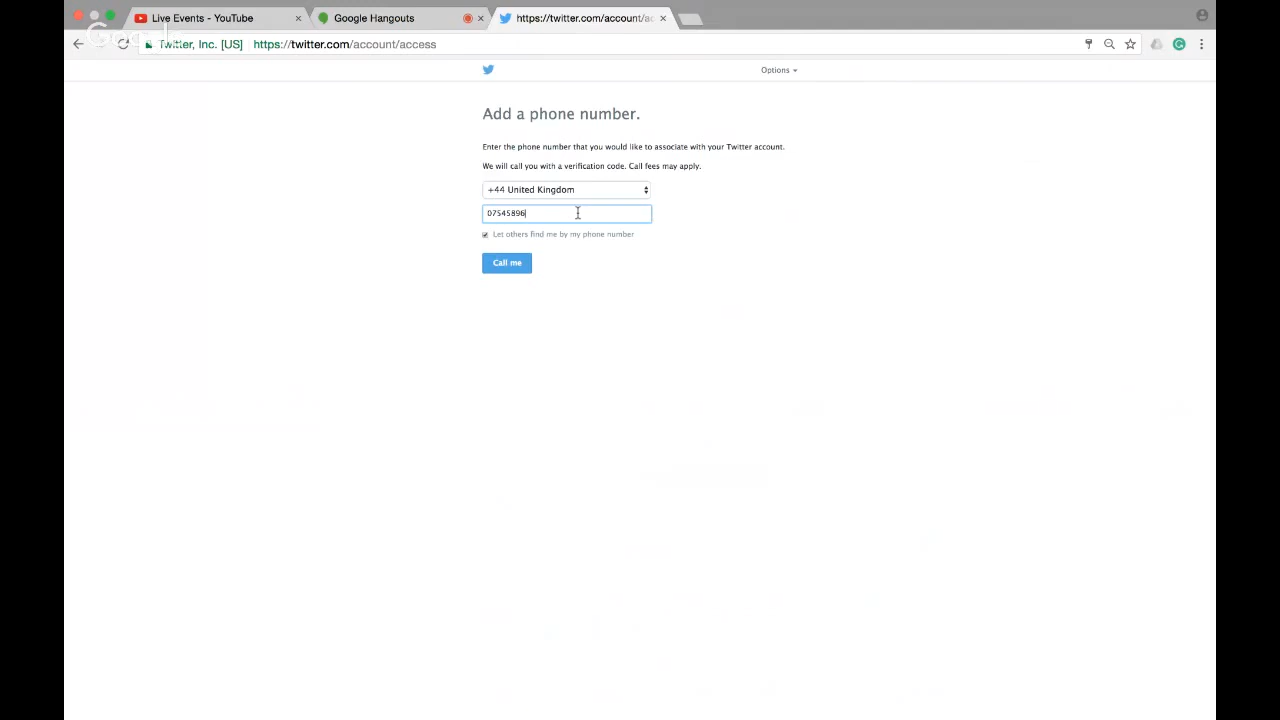 Live Events - YouTube
Google Hangouts
https://twitter.com/account/ac
Google
Twitter, Inc. [US]
https://twitter.com/account/access
Options
Add a phone number.
Enter the phone number that you would like to associate with your Twitter account.
We will call you with a verification code. Call fees may apply.
+44 United Kingdom
07545896
Let others find me by my phone number
Call me